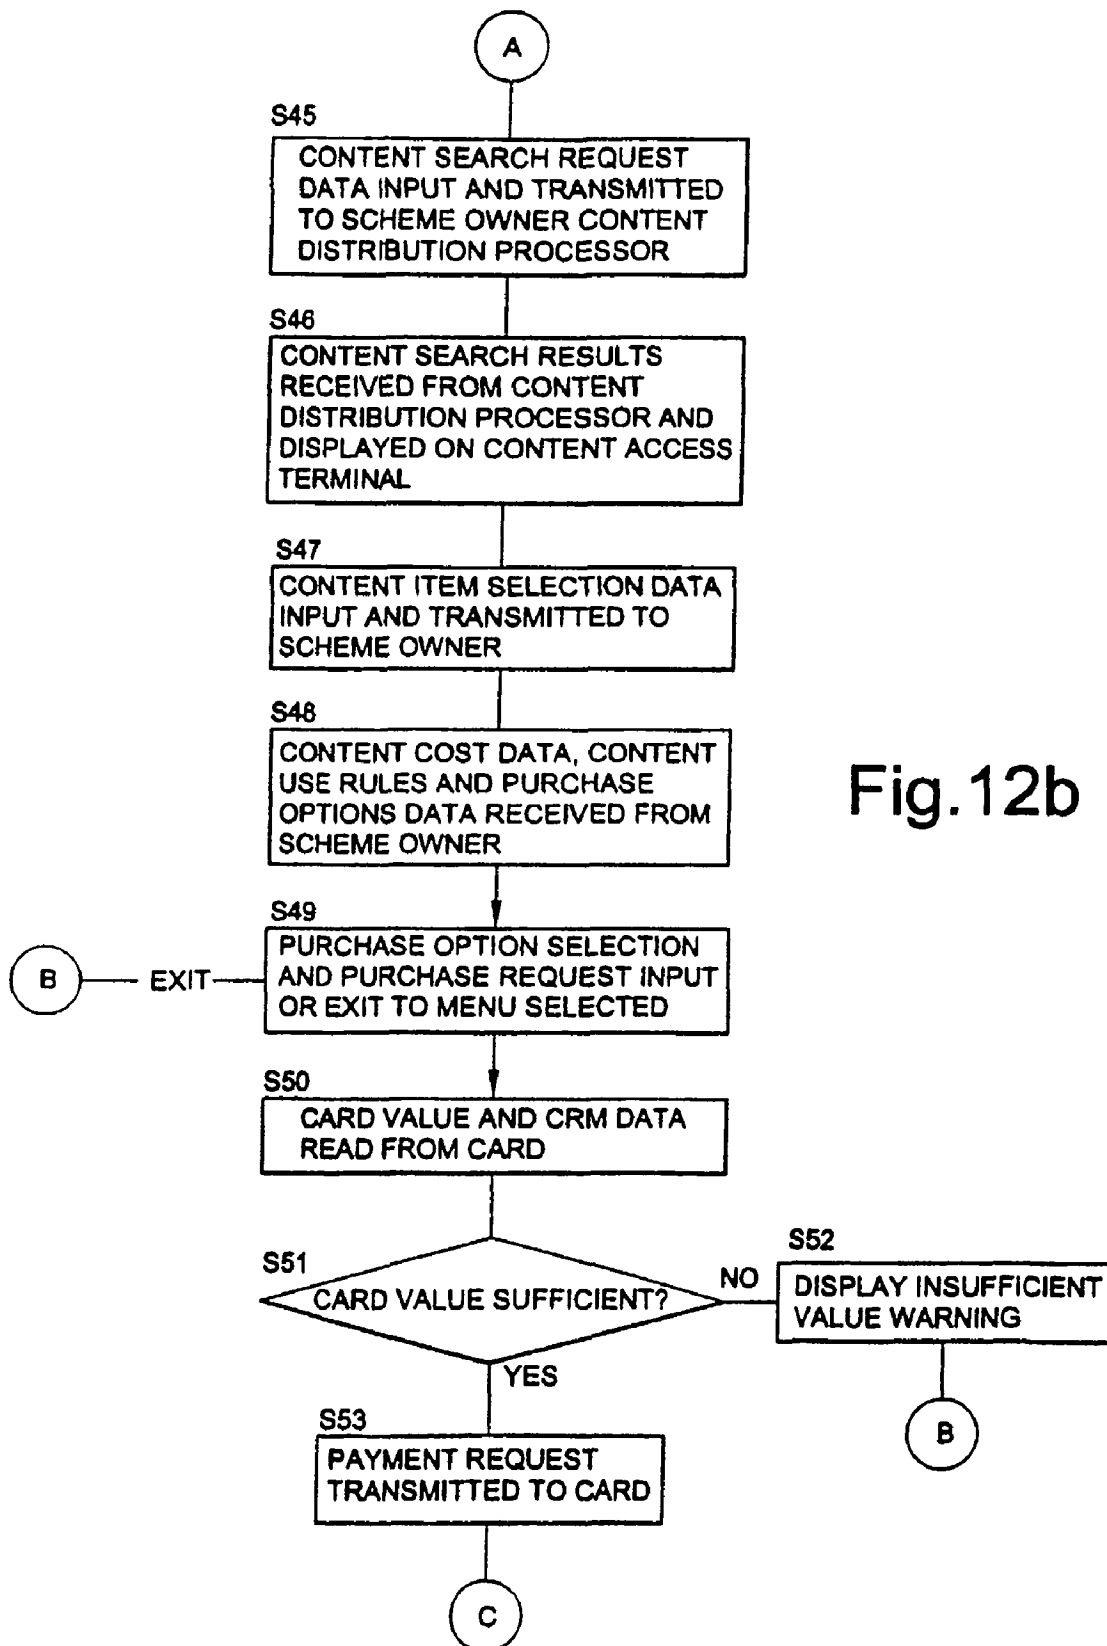 A
S45
CONTENT SEARCH REQUEST
DATA INPUT AND TRANSMITTED
TO SCHEME OWNER CONTENT
DISTRIBUTION PROCESSOR
S46
CONTENT SEARCH RESULTS
RECEIVED FROM CONTENT
DISTRIBUTION PROCESSOR AND
DISPLAYED ON CONTENT ACCESS
TERMINAL
S47
CONTENT ITEM SELECTION DATA
INPUT AND TRANSMITTED TO
SCHEME OWNER
S48
CONTENT COST DATA, CONTENT
USE RULES AND PURCHASE
OPTIONS DATA RECEIVED FROM
SCHEME OWNER
Fig.12b
S49
PURCHASE OPTION SELECTION
AND PURCHASE REQUEST INPUT
OR EXIT TO MENU SELECTED
B
EXIT
S50
CARD VALUE AND CRM DATA
READ FROM CARD
S51
CARD VALUE SUFFICIENT?
NO
S52
DISPLAY INSUFFICIENT
VALUE WARNING
YES
B
S53
PAYMENT REQUEST
TRANSMITTED TO CARD
C